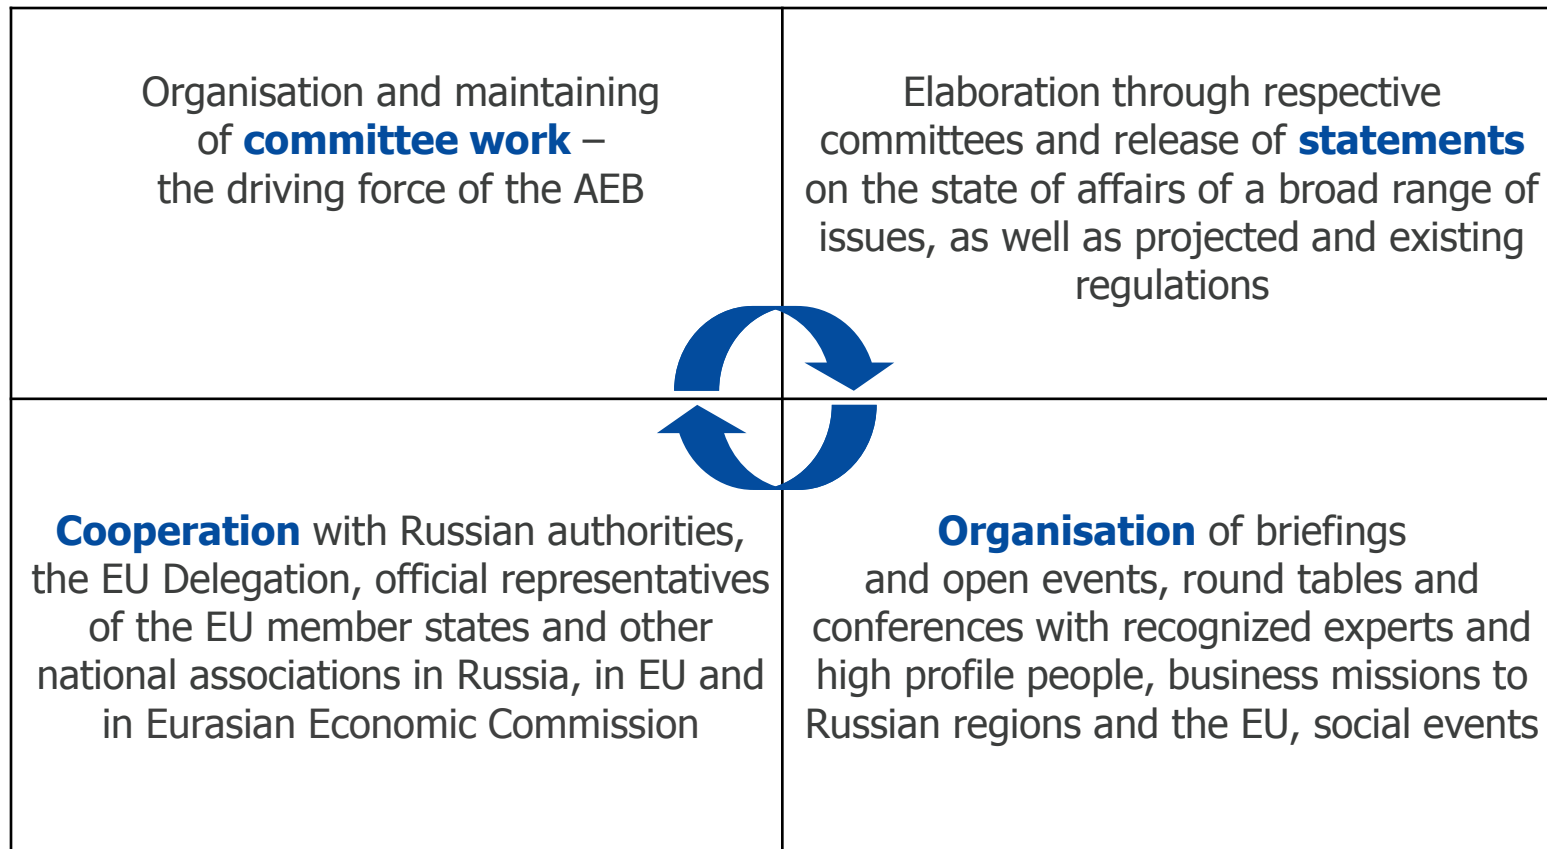 Organisation and maintaining
of committee work –
the driving force of the AEB
Elaboration through respective
committees and release of statements
on the state of affairs of a broad range of
issues, as well as projected and existing
regulations
Cooperation with Russian authorities,
the EU Delegation, official representatives
of the EU member states and other
national associations in Russia, in EU and
in Eurasian Economic Commission
Organisation of briefings
and open events, round tables and
conferences with recognized experts and
high profile people, business missions to
Russian regions and the EU, social events